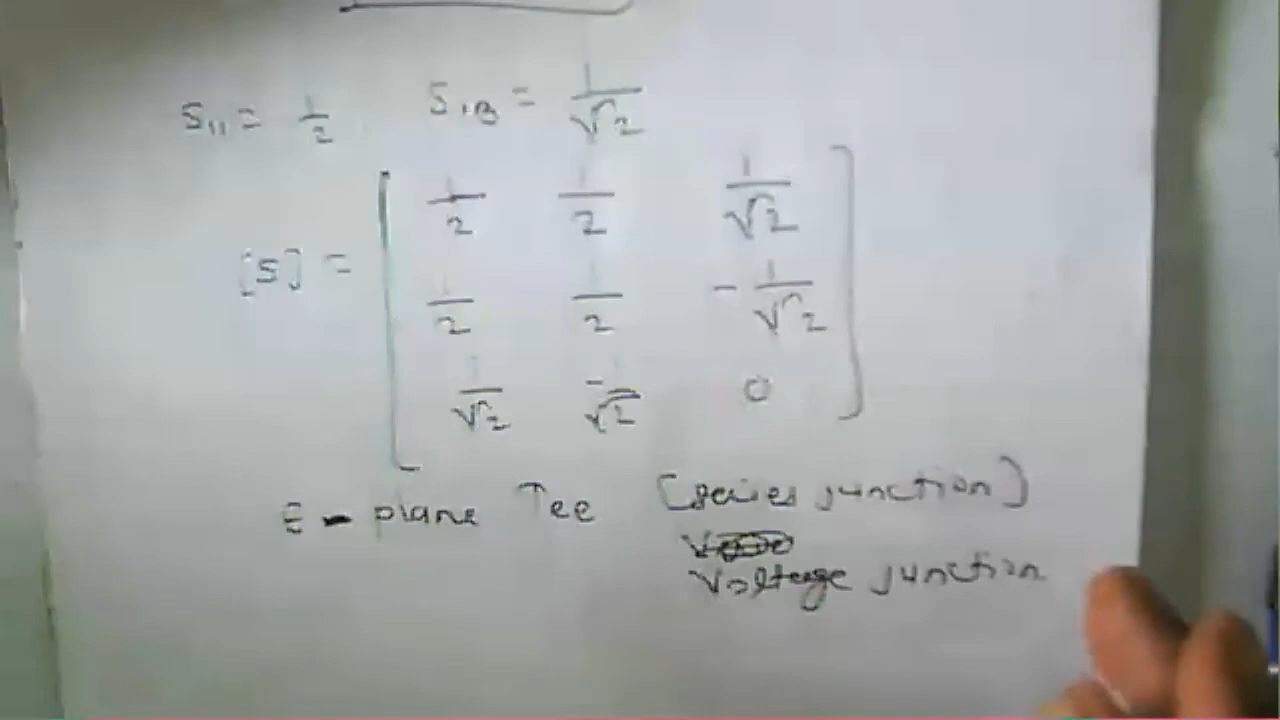 S11 = 1/2 S13 = 1/√2
[S] = [ 1/2 1/2 1/√2
1/2 1/2 - 1/√2
1/√2 -1/√2 0 ]
E - plane Tee [series junction]
Voltage junction